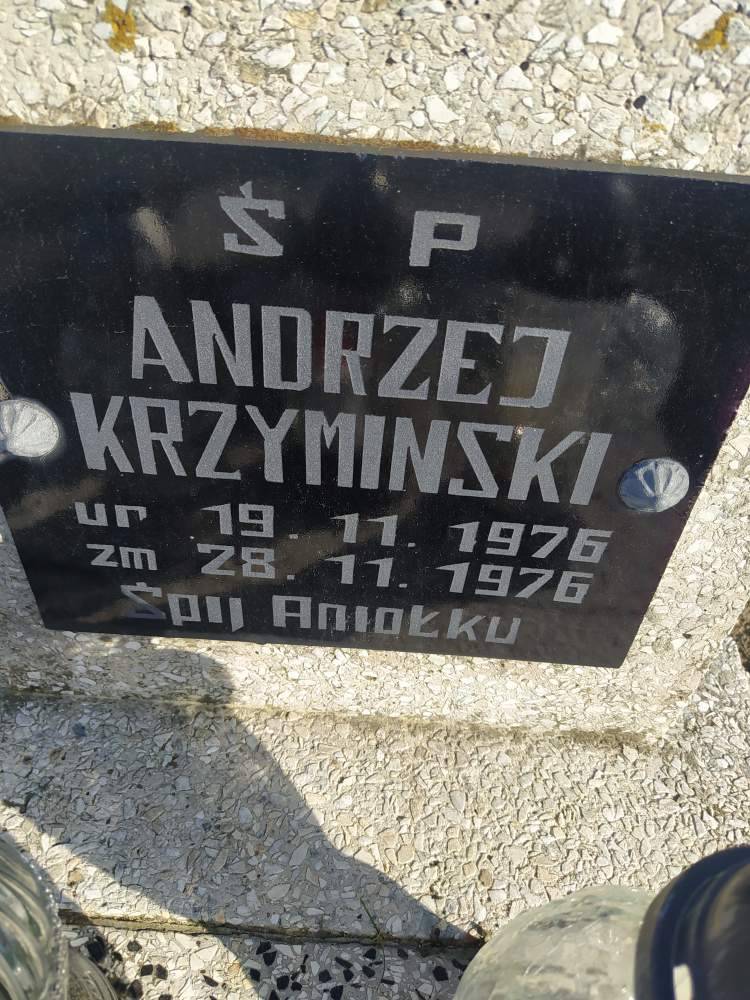 Ś P
ANDRZEJ
KRZYMINSKI
ur 19. 11. 1976
zm 28. 11. 1976
Śpij Aniołku